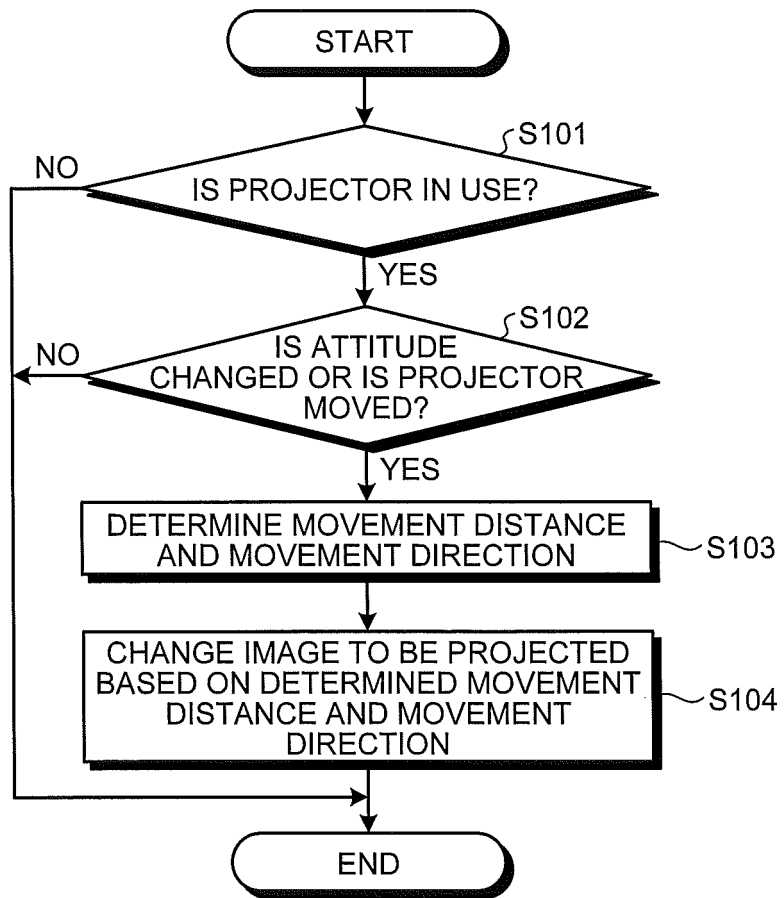 START
S101
NO
IS PROJECTOR IN USE?
YES
S102
NO
IS ATTITUDE
CHANGED OR IS PROJECTOR
MOVED?
YES
DETERMINE MOVEMENT DISTANCE
AND MOVEMENT DIRECTION
S103
CHANGE IMAGE TO BE PROJECTED
BASED ON DETERMINED MOVEMENT
DISTANCE AND MOVEMENT
DIRECTION
S104
END